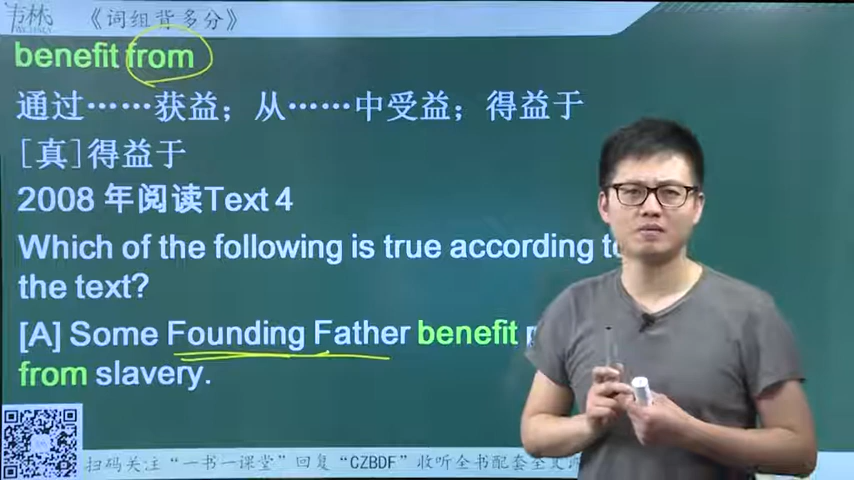 韦林 《词组背多分》
benefit from
通过……获益；从……中受益；得益于
[真]得益于
2008 年阅读Text 4
Which of the following is true according to
the text?
[A] Some Founding Father benefit
from slavery.
扫码关注“一书一课堂”回复“CZBDF”收听全书配套全